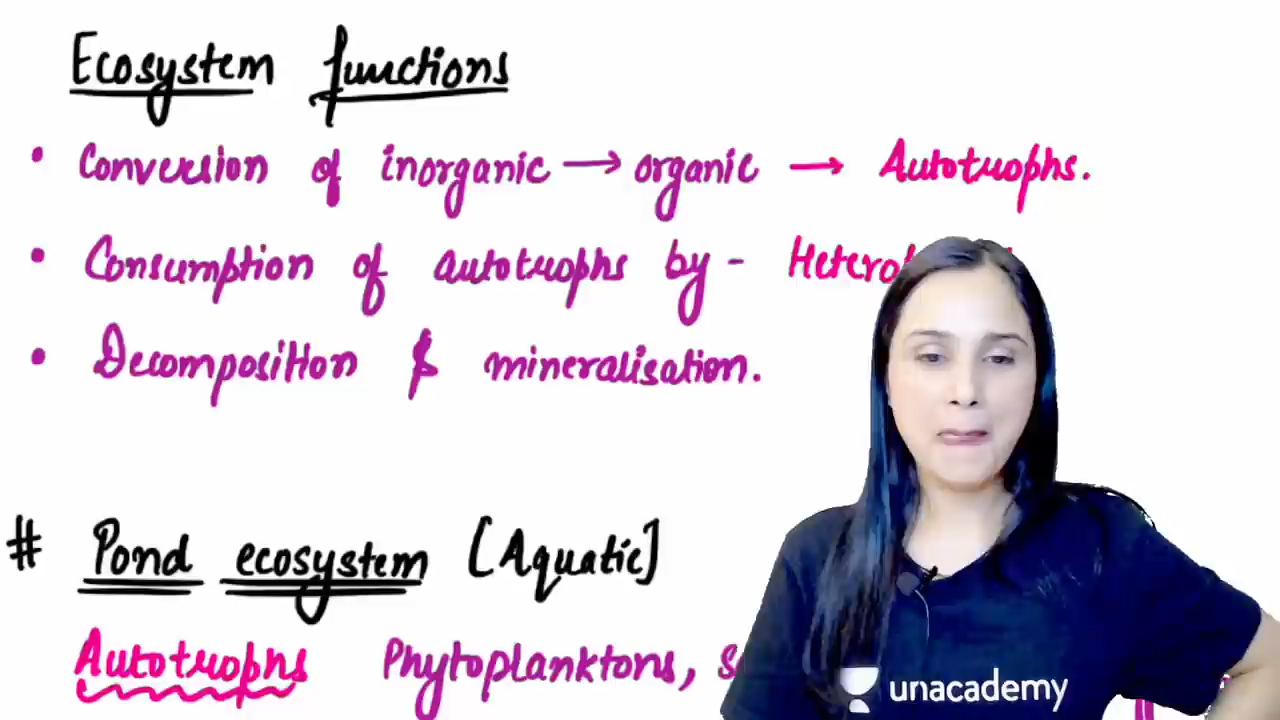 Ecosystem functions
• Conversion of inorganic → organic → Autotrophs.
• Consumption of autotrophs by -
• Decomposition & mineralisation.
# Pond ecosystem [Aquatic]
Autotrophs Phytoplanktons,
unacademy